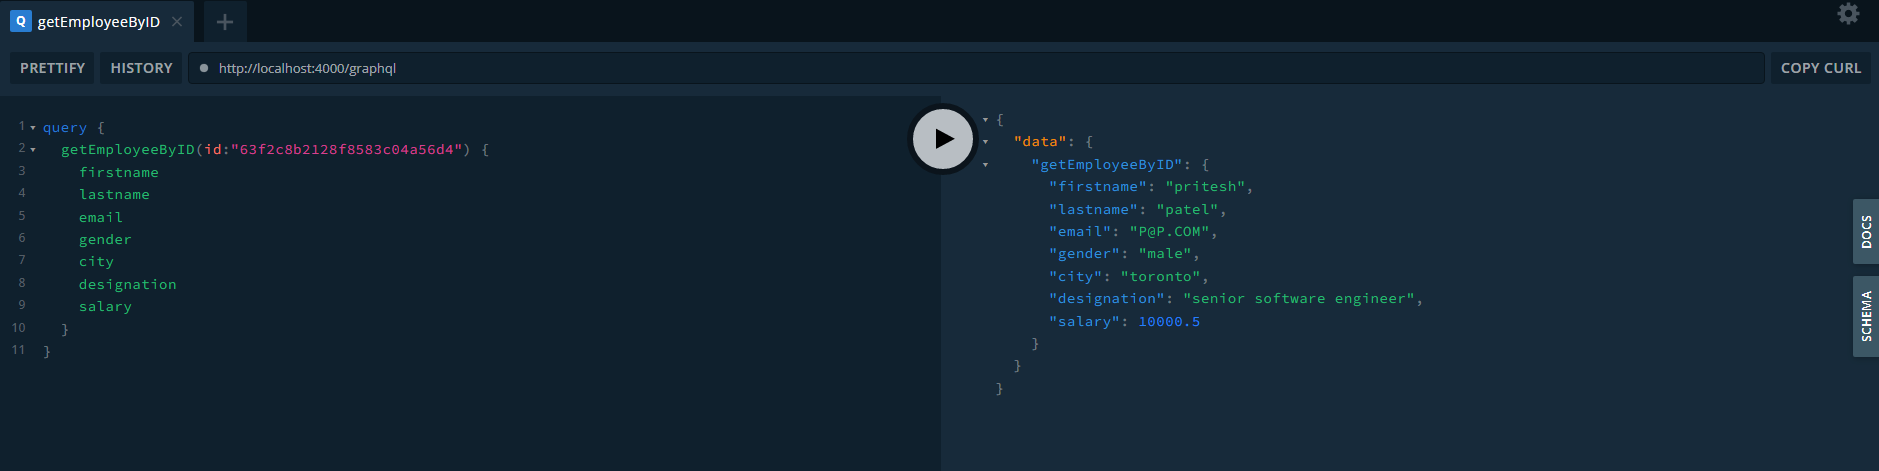 Q getEmployeeByID × +
PRETTIFY HISTORY http://localhost:4000/graphql COPY CURL
1 query {
2 getEmployeeByID(id:"63f2c8b2128f8583c04a56d4") {
3 firstname
4 lastname
5 email
6 gender
7 city
8 designation
9 salary
10 }
11 }
{
"data": {
"getEmployeeByID": {
"firstname": "pritesh",
"lastname": "patel",
"email": "P@P.COM",
"gender": "male",
"city": "toronto",
"designation": "senior software engineer",
"salary": 10000.5
}
}
}
DOCS
SCHEMA